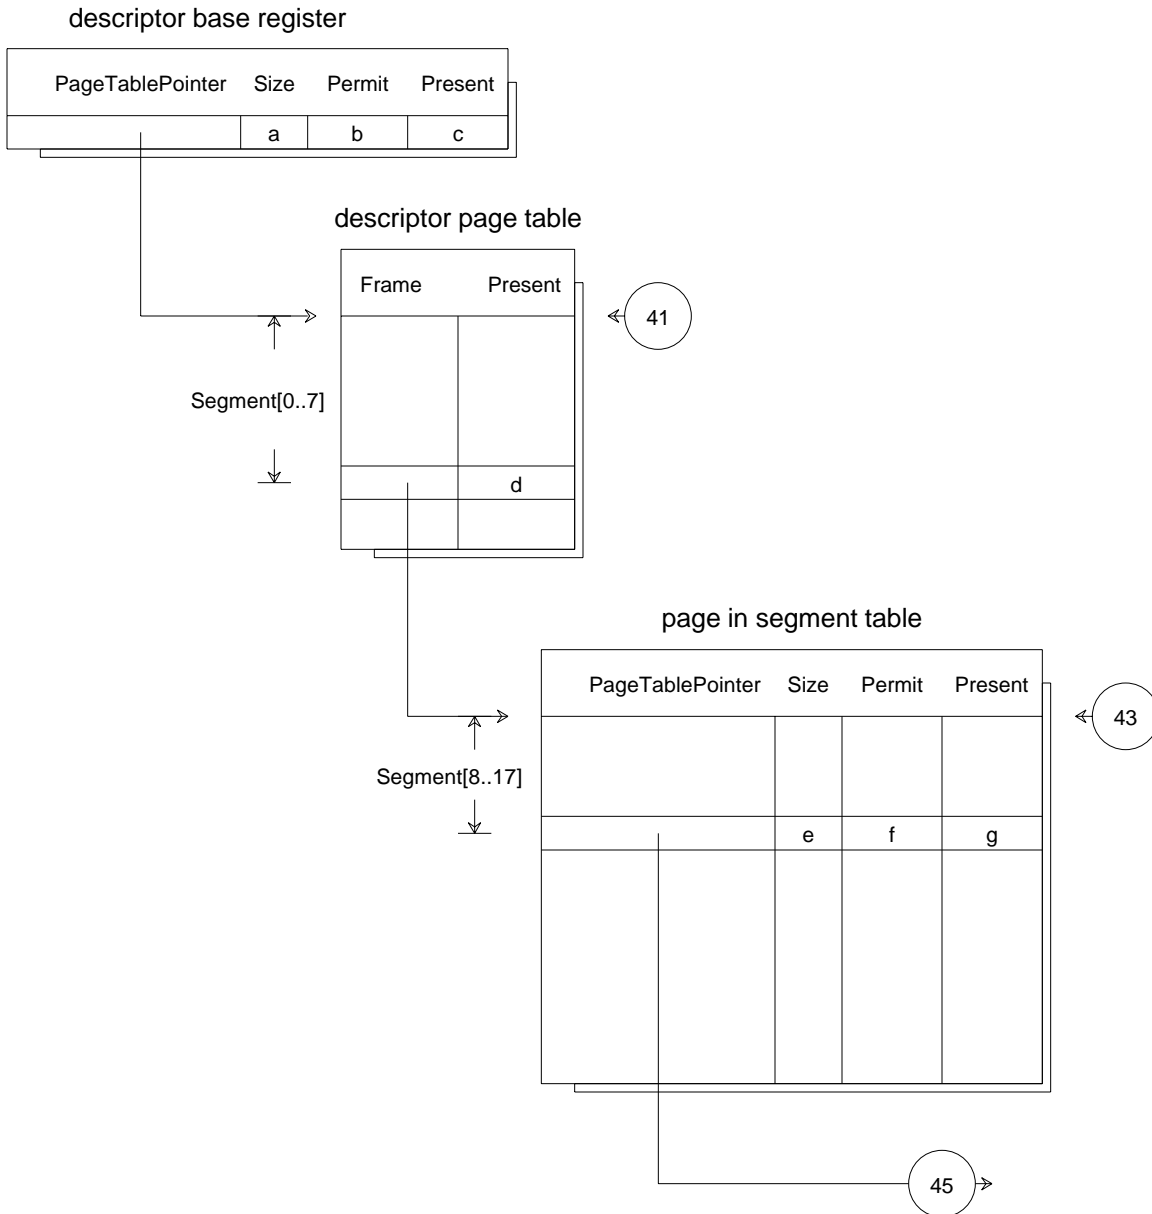 descriptor base register
PageTablePointer Size Permit Present
a b c
descriptor page table
Frame Present
41
Segment[0..7]
d
page in segment table
PageTablePointer Size Permit Present
43
Segment[8..17]
e f g
45